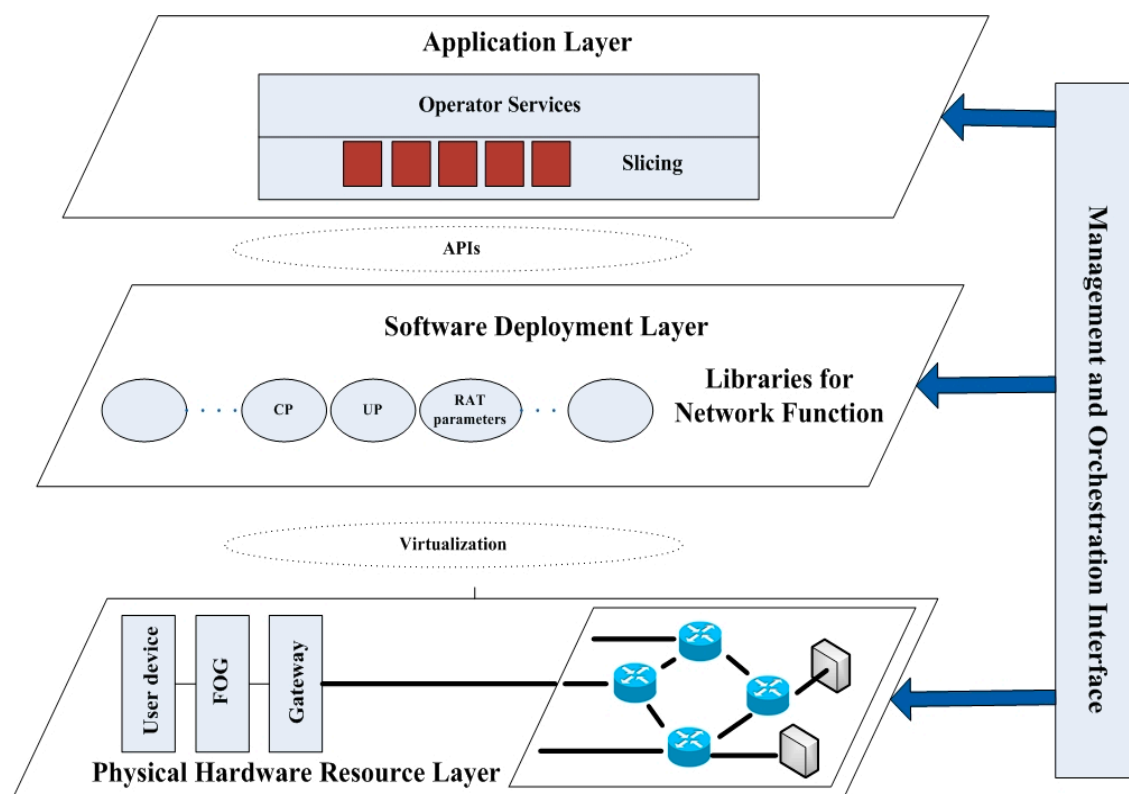 Application Layer
Operator Services
Slicing
APIs
Software Deployment Layer
Libraries for
Network Function
CP
UP
RAT
parameters
Virtualization
User device
FOG
Gateway
Physical Hardware Resource Layer
Management and Orchestration Interface